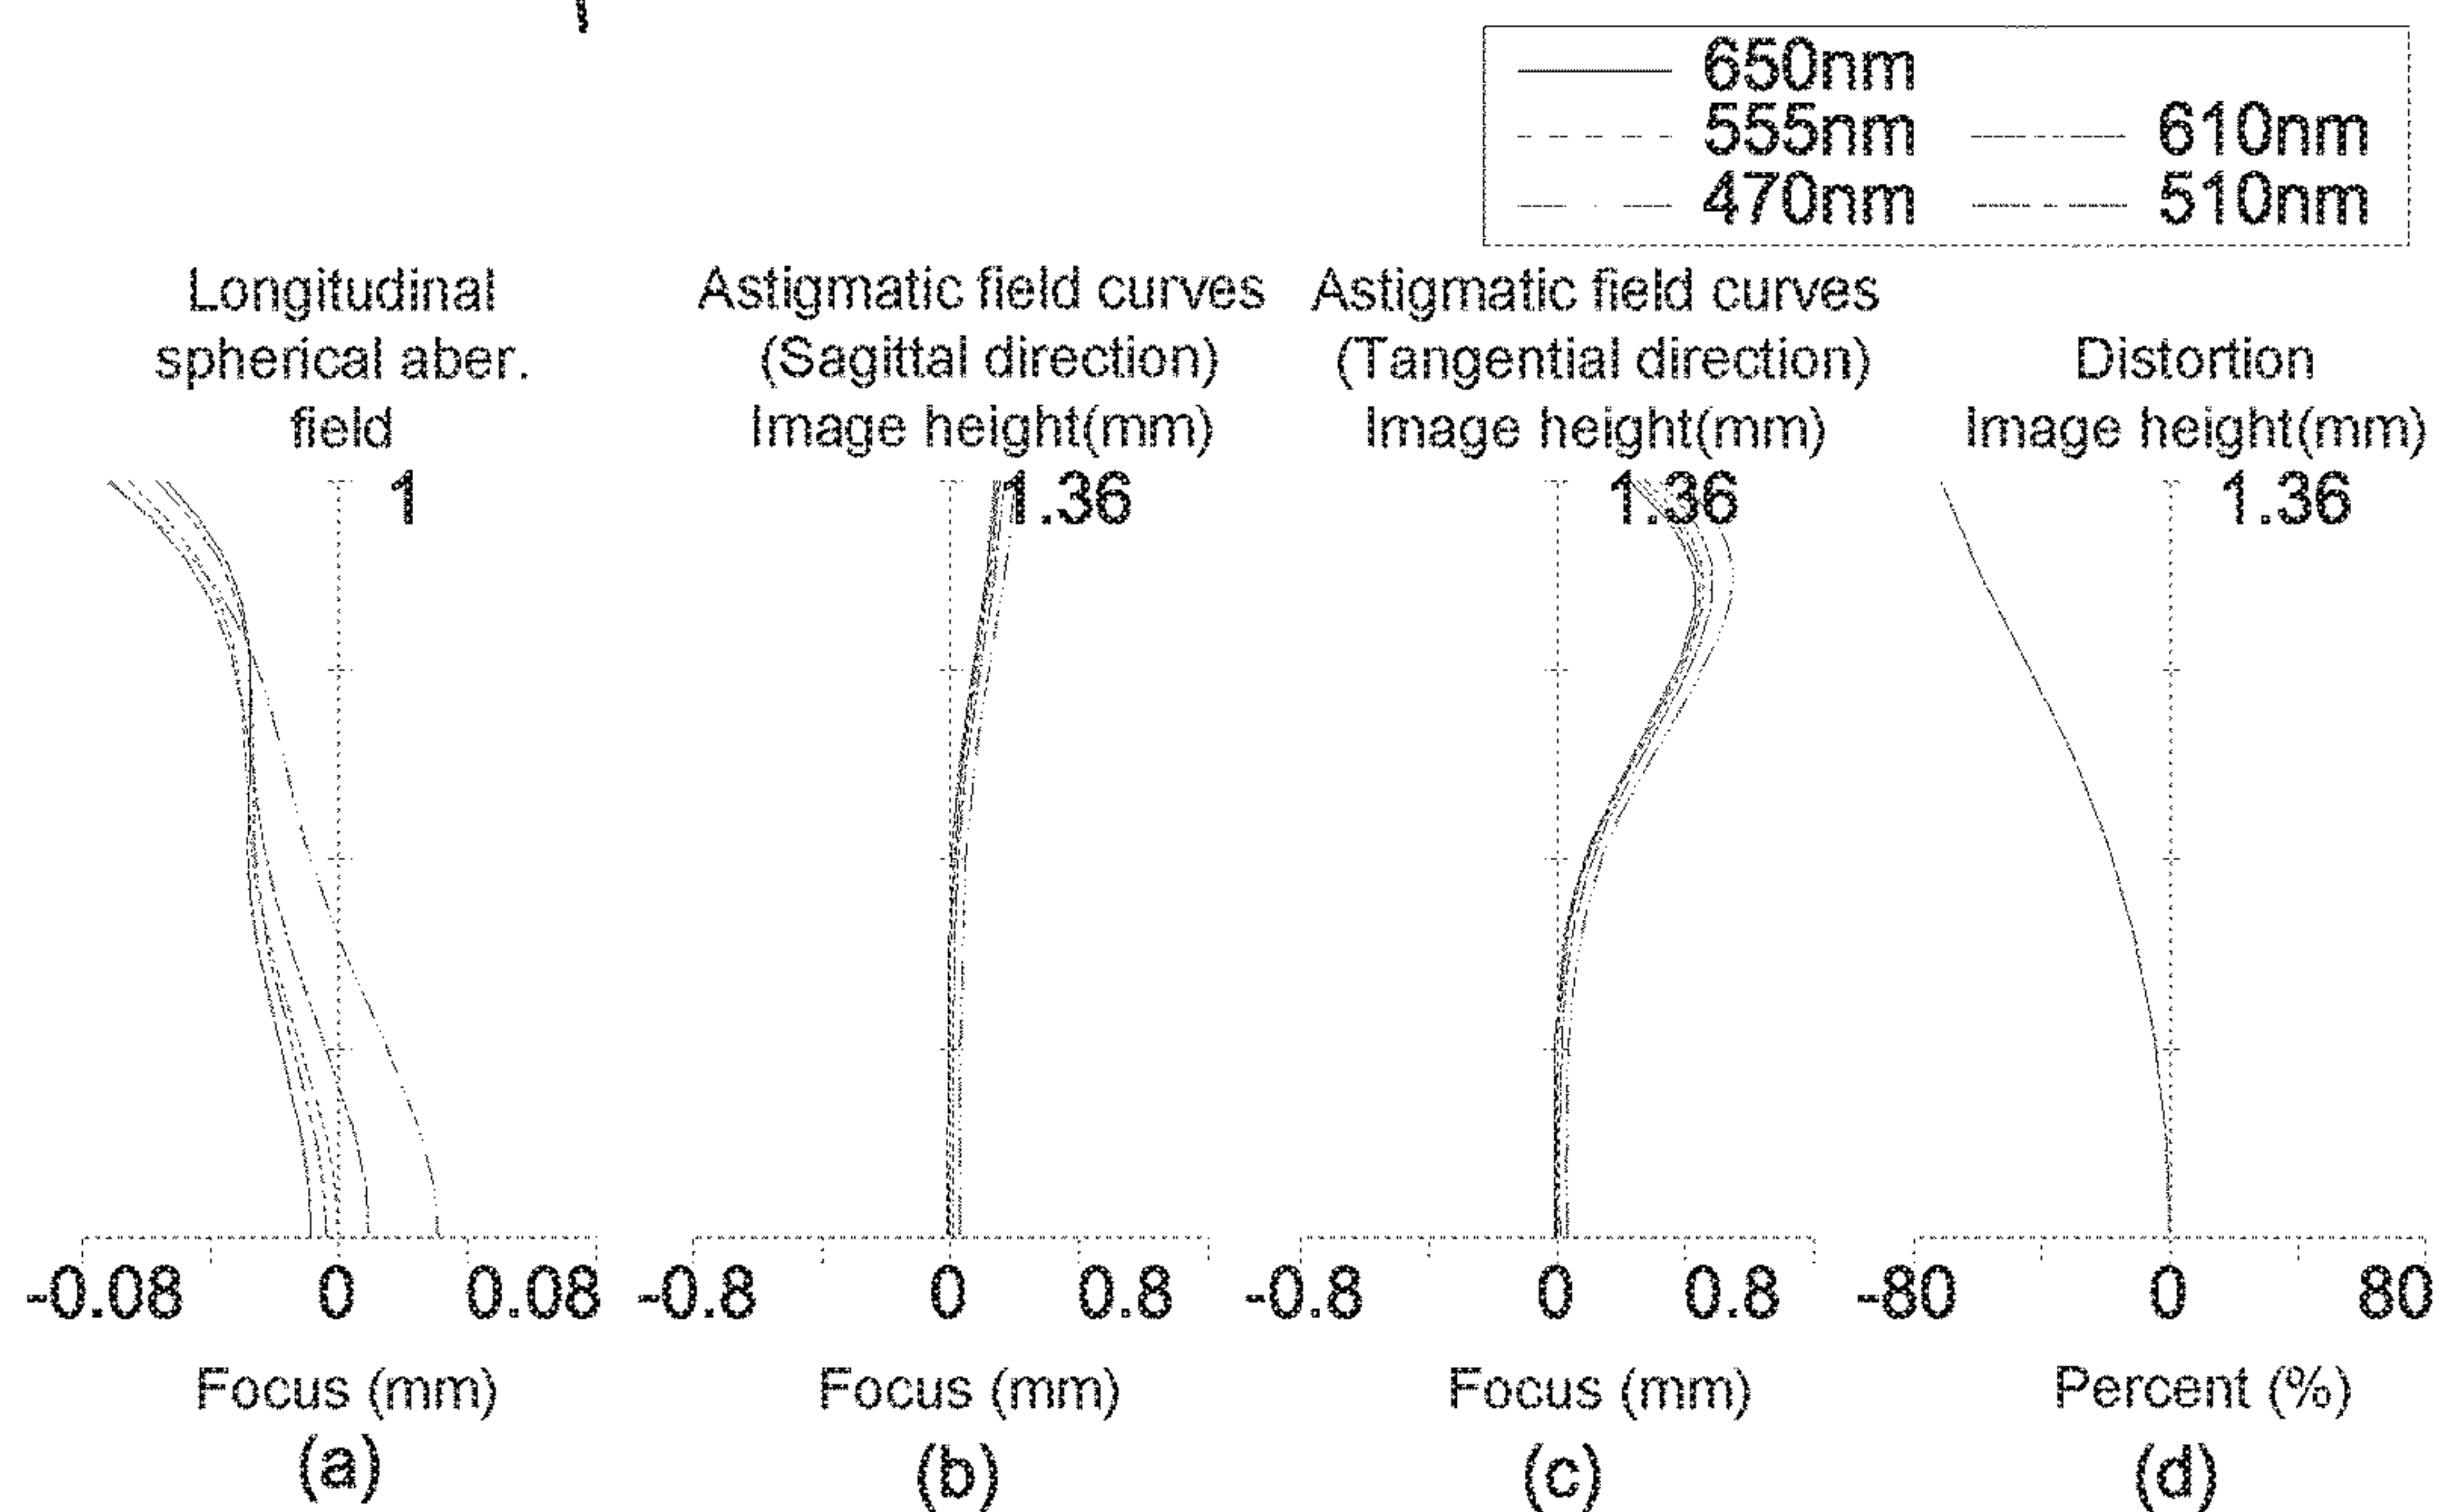 650nm
555nm 610nm
470nm 510nm
Longitudinal
spherical aber.
field
1
Astigmatic field curves
(Sagittal direction)
Image height(mm)
1.36
Astigmatic field curves
(Tangential direction)
Image height(mm)
1.36
Distortion
Image height(mm)
1.36
-0.08 0 0.08
Focus (mm)
(a)
-0.8 0 0.8
Focus (mm)
(b)
-0.8 0 0.8
Focus (mm)
(c)
-80 0 80
Percent (%)
(d)